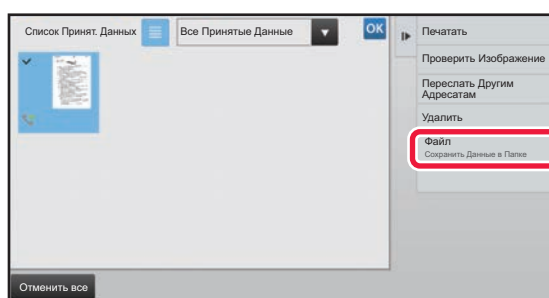 Список Принят. Данных
Все Принятые Данные
OK
Печатать
Проверить Изображение
Переслать Другим
Адресатам
Удалить
Файл
Сохранить Данные в Папке
Отменить все